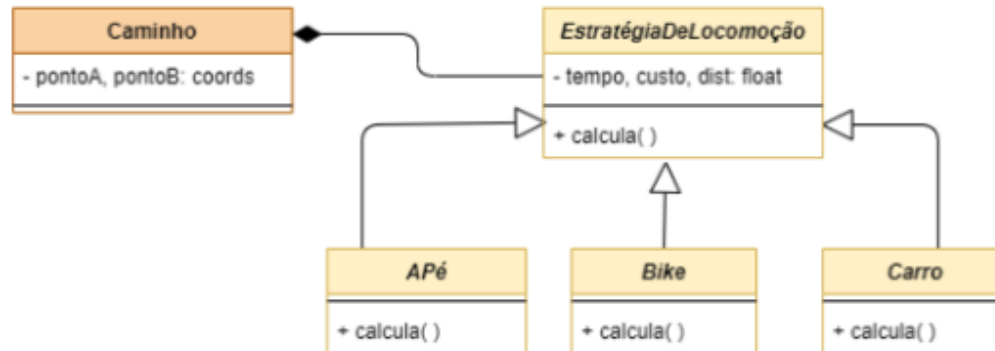 Caminho
- pontoA, pontoB: coords
EstratégiaDeLocomoção
- tempo, custo, dist: float
+ calcula( )
APé
+ calcula( )
Bike
+ calcula( )
Carro
+ calcula( )